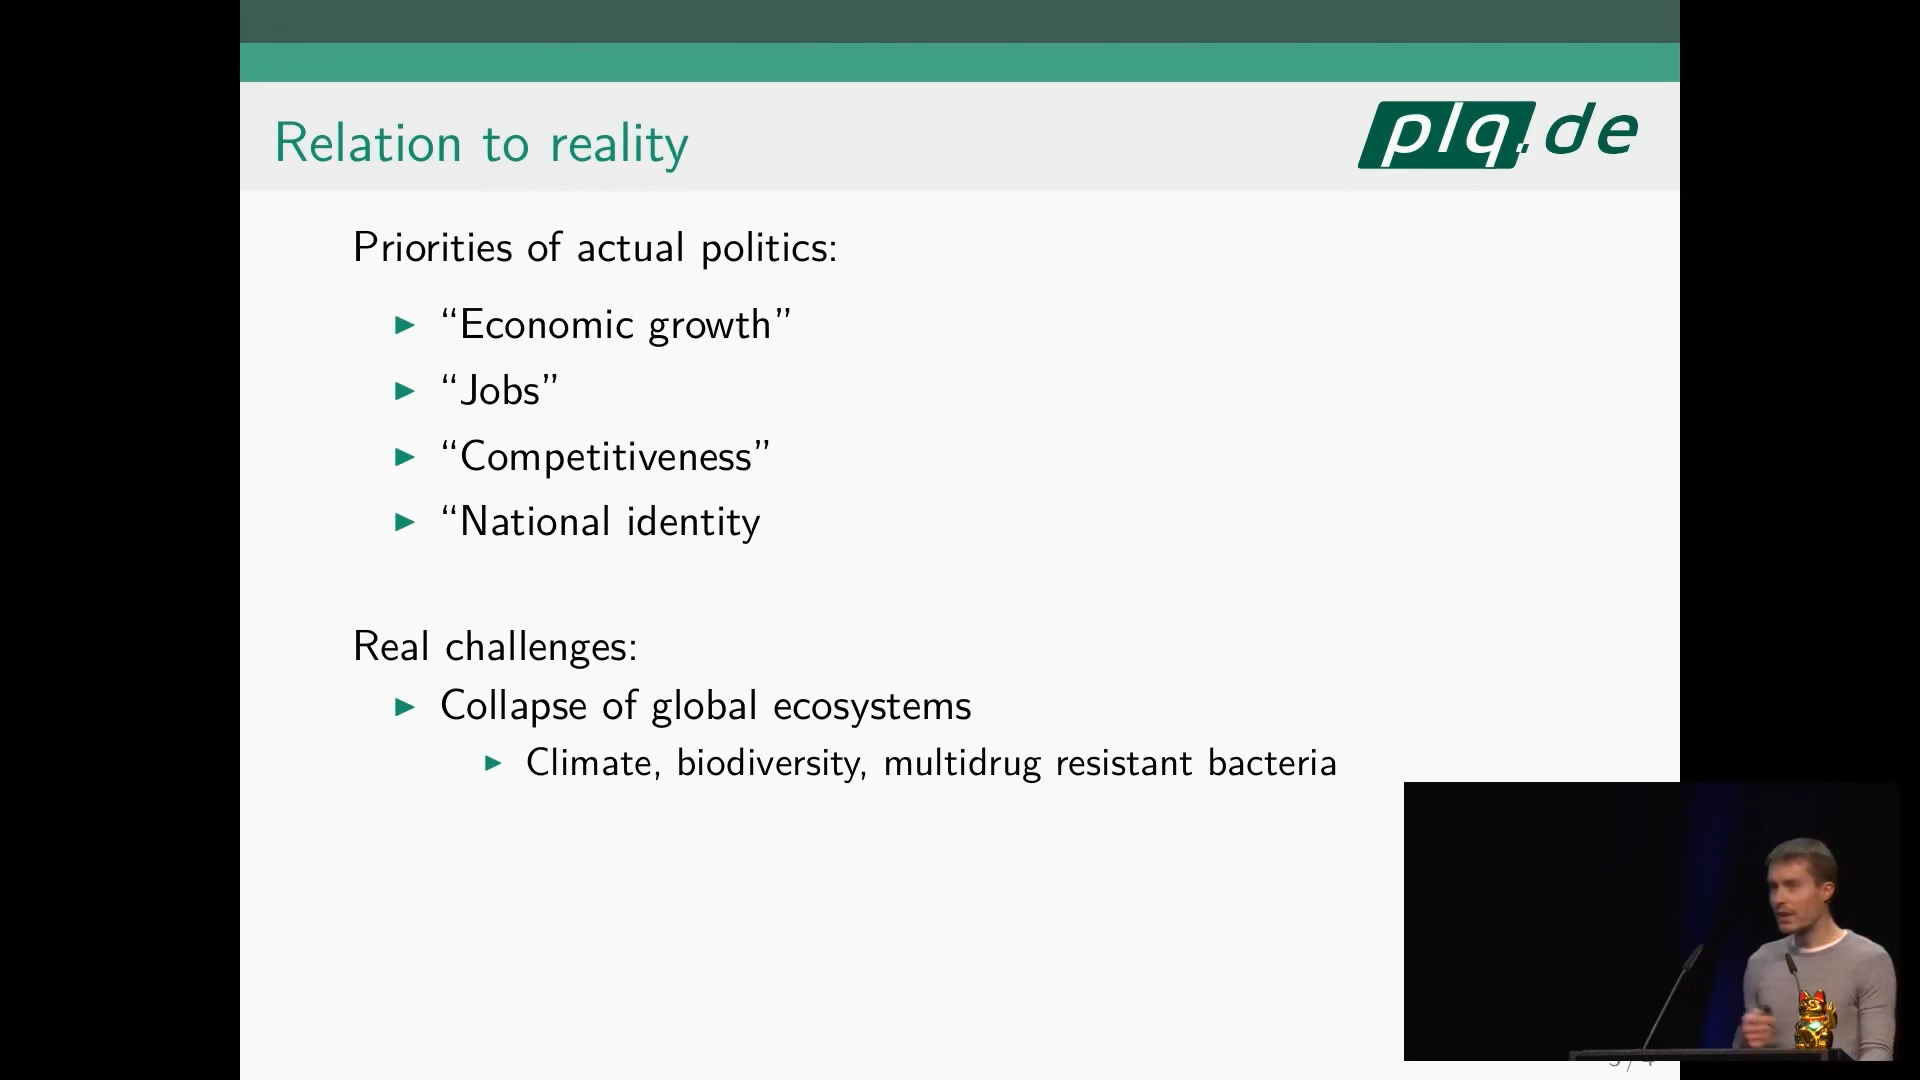 Relation to reality
plq.de
Priorities of actual politics:
“Economic growth”
“Jobs”
“Competitiveness”
“National identity
Real challenges:
Collapse of global ecosystems
Climate, biodiversity, multidrug resistant bacteria